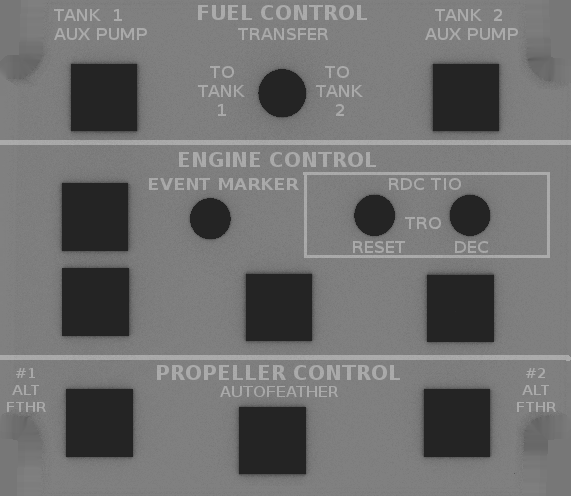 FUEL CONTROL
TANK 1
AUX PUMP
TRANSFER
TANK 2
AUX PUMP
TO
TANK
1
TO
TANK
2
ENGINE CONTROL
EVENT MARKER
RDC TIO
TRO
RESET
DEC
PROPELLER CONTROL
AUTOFEATHER
#1
ALT
FTHR
#2
ALT
FTHR